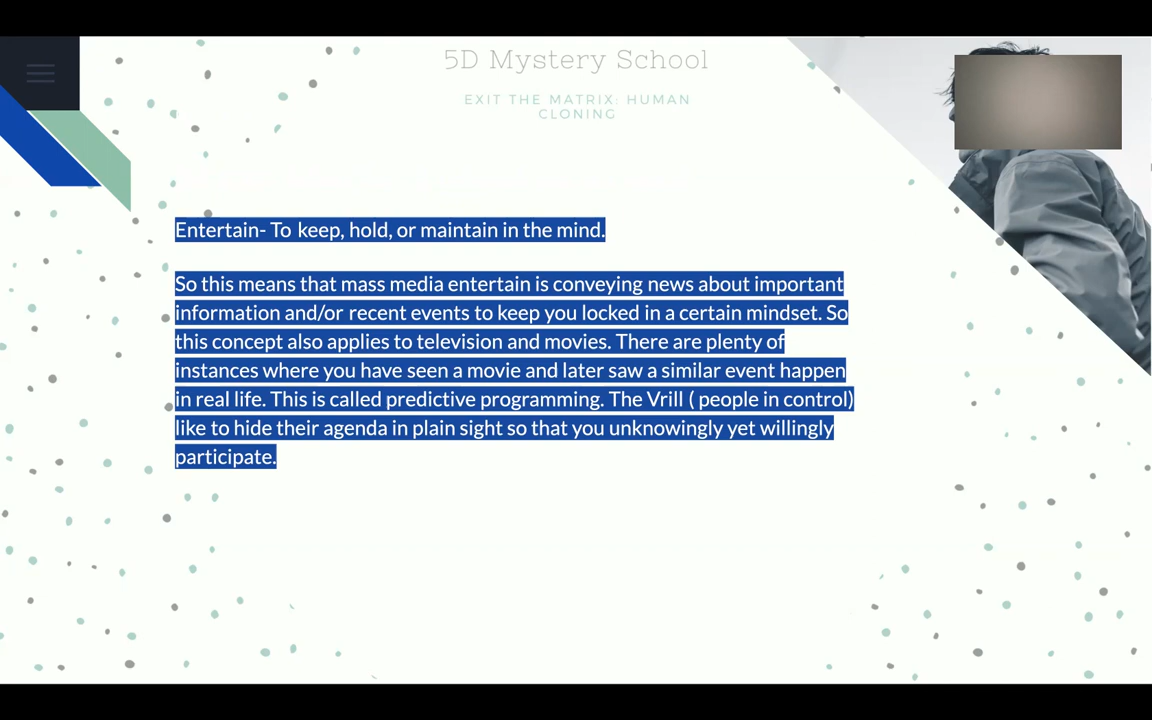 5D Mystery School
EXIT THE MATRIX: HUMAN
CLONING
Entertain- To keep, hold, or maintain in the mind.
So this means that mass media entertain is conveying news about important
information and/or recent events to keep you locked in a certain mindset. So
this concept also applies to television and movies. There are plenty of
instances where you have seen a movie and later saw a similar event happen
in real life. This is called predictive programming. The Vrill ( people in control)
like to hide their agenda in plain sight so that you unknowingly yet willingly
participate.